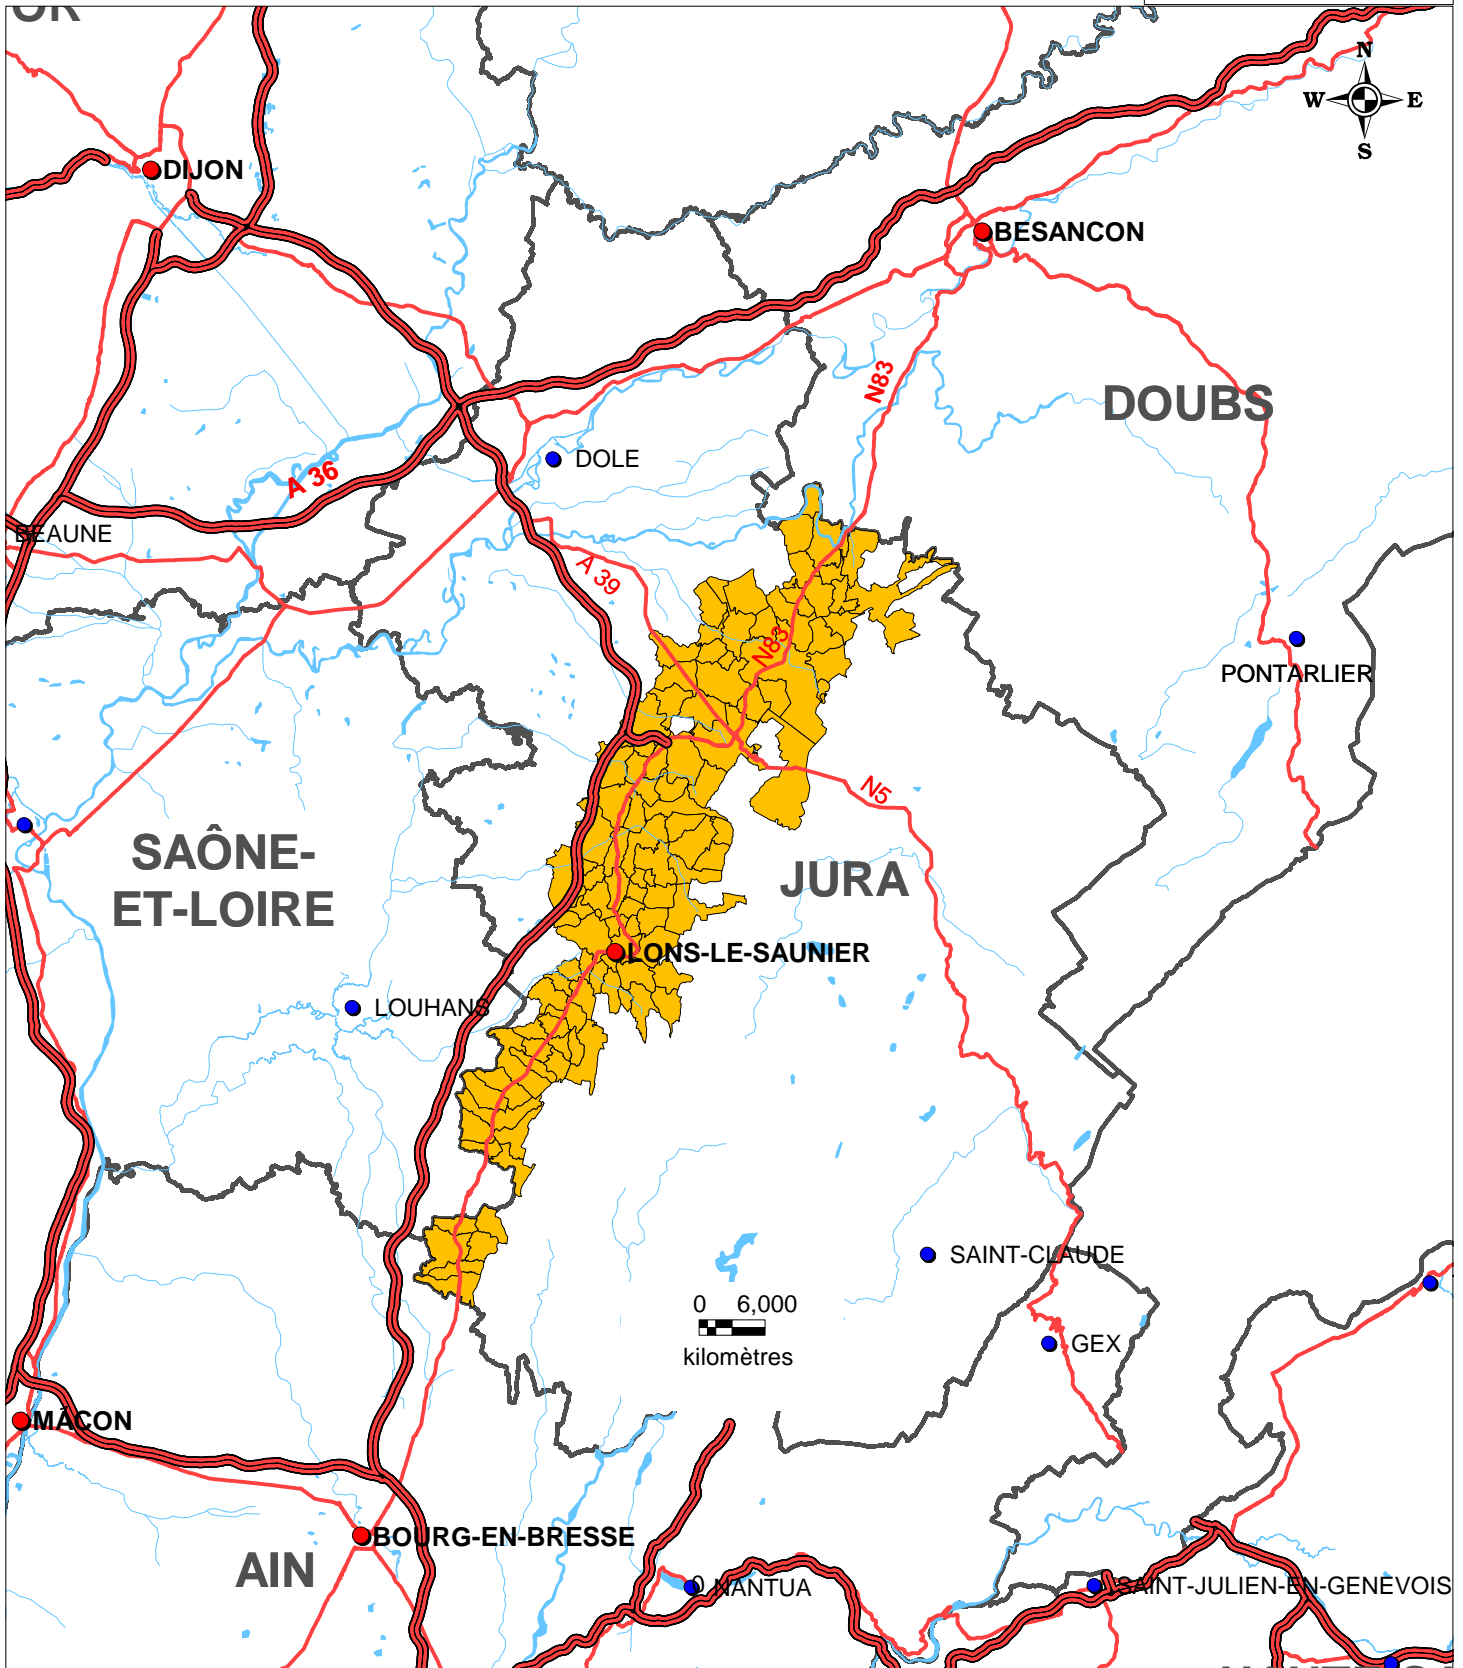 OR
N
W
E
S
DIJON
BESANCON
N83
DOUBS
DOLE
A 36
BEAUNE
A 39
N83
PONTARLIER
N5
SAÔNE-
ET-LOIRE
JURA
LONS-LE-SAUNIER
LOUHANS
SAINT-CLAUDE
0 6,000
kilomètres
GEX
MÂCON
BOURG-EN-BRESSE
AIN
NANTUA
SAINT-JULIEN-EN-GENEVOIS